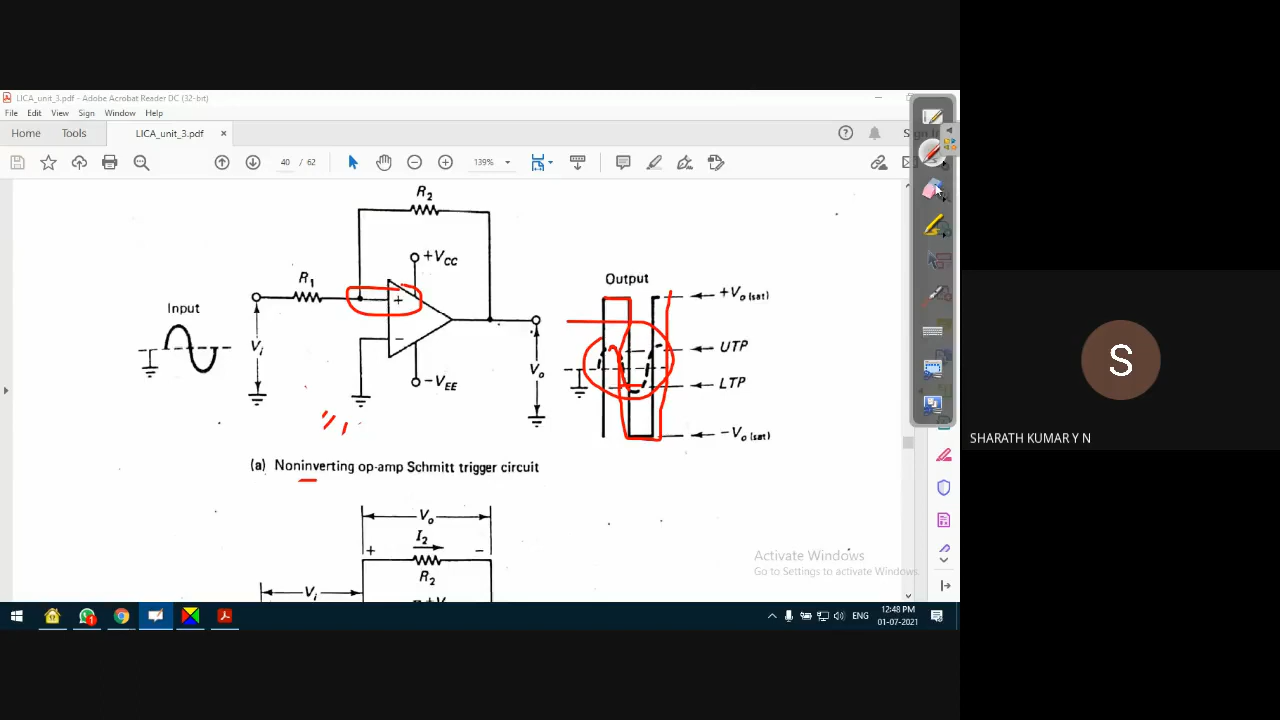 LICA_unit_3.pdf - Adobe Acrobat Reader DC (32-bit)
File Edit View Sign Window Help
Home Tools LICA_unit_3.pdf ×
40 / 62 139%
R2
+VCC
R1
Output
+Vo(sat)
Input
+
Vi
−
UTP
Vo
LTP
−VEE
−Vo(sat)
(a) Noninverting op-amp Schmitt trigger circuit
Vo
I2
+ −
R2
Vi
Activate Windows
Go to Settings to activate Windows.
S
SHARATH KUMAR Y N
ENG
12:48 PM
01-07-2021